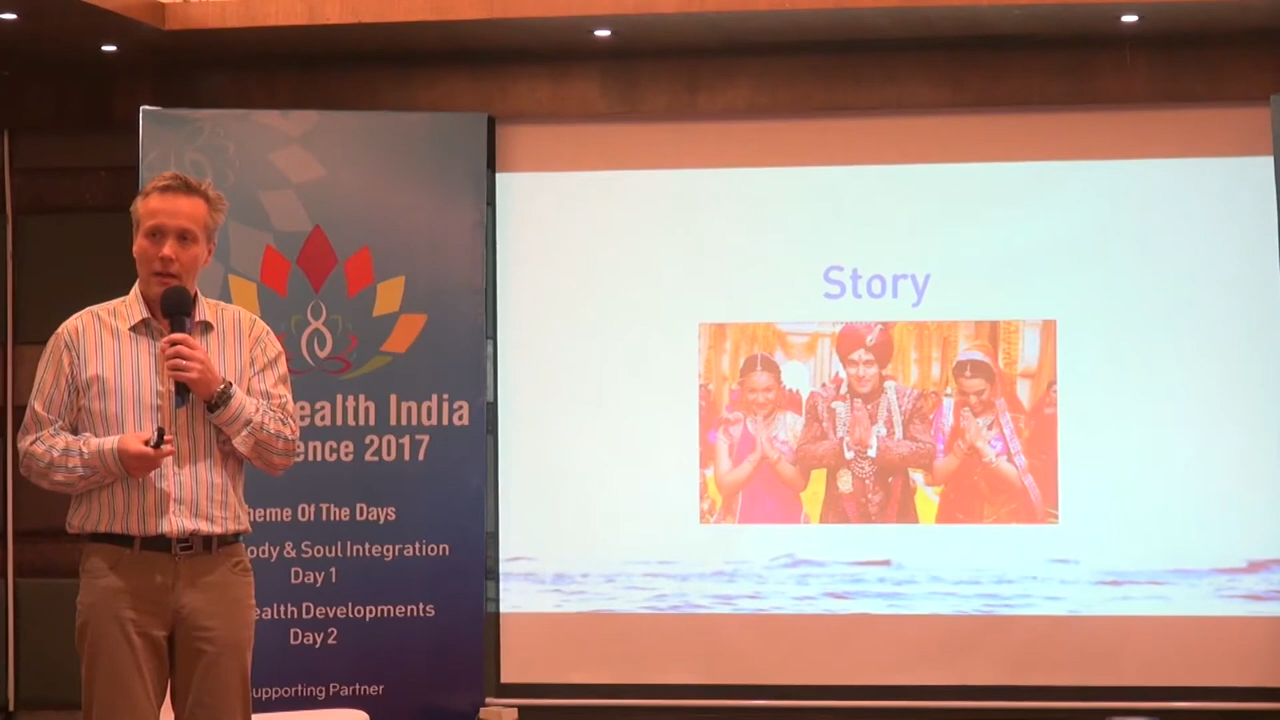 ealth India
ence 2017
heme Of The Days
ody & Soul Integration
Day 1
ealth Developments
Day 2
upporting Partner
Story